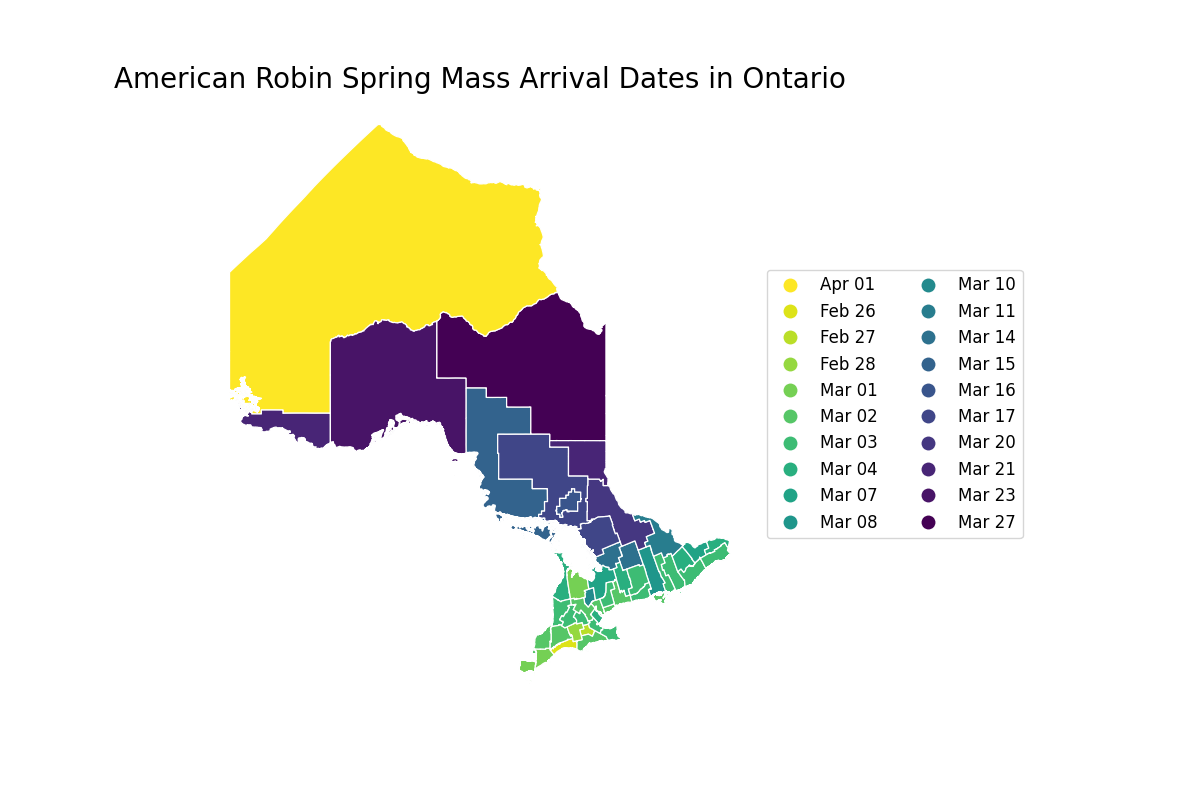 American Robin Spring Mass Arrival Dates in Ontario
Apr 01
Feb 26
Feb 27
Feb 28
Mar 01
Mar 02
Mar 03
Mar 04
Mar 07
Mar 08
Mar 10
Mar 11
Mar 14
Mar 15
Mar 16
Mar 17
Mar 20
Mar 21
Mar 23
Mar 27